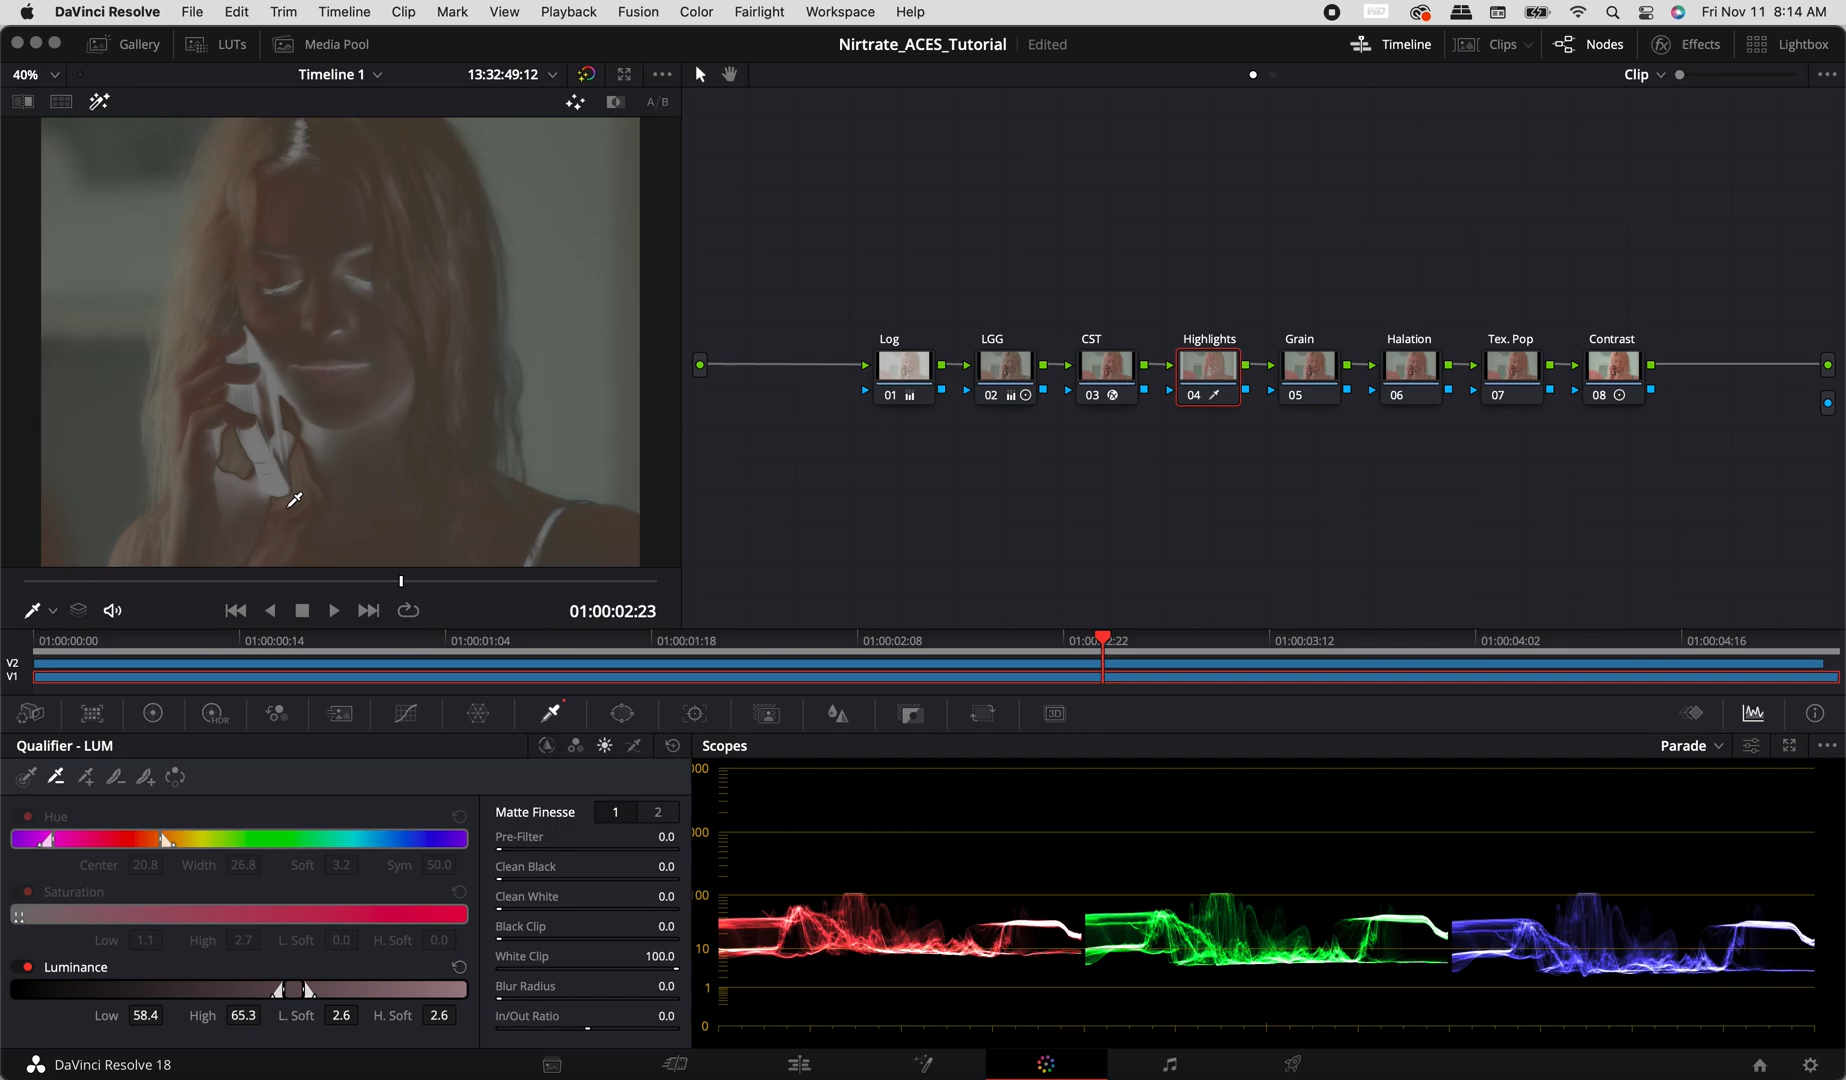 DaVinci Resolve File Edit Trim Timeline Clip Mark View Playback Fusion Color Fairlight Workspace Help Fri Nov 11 8:14 AM
Gallery LUTs Media Pool Nirtrate_ACES_Tutorial Edited Timeline Clips Nodes Effects Lightbox
40% Timeline 1 13:32:49:12 Clip
A/B
Log LGG CST Highlights Grain Halation Tex. Pop Contrast
01 02 03 04 05 06 07 08
01:00:02:23
01:00:00:00 01:00:00:14 01:00:01:04 01:00:01:18 01:00:02:08 01:00 2:22 01:00:03:12 01:00:04:02 01:00:04:16
V2
V1
HDR 3D
Qualifier - LUM Scopes Parade
Hue
Center 20.8 Width 26.8 Soft 3.2 Sym 50.0
Saturation
Low 1.1 High 2.7 L. Soft 0.0 H. Soft 0.0
Luminance
Low 58.4 High 65.3 L. Soft 2.6 H. Soft 2.6
Matte Finesse 1 2
Pre-Filter 0.0
Clean Black 0.0
Clean White 0.0
Black Clip 0.0
White Clip 100.0
Blur Radius 0.0
In/Out Ratio 0.0
000
000
00
10
1
0
DaVinci Resolve 18